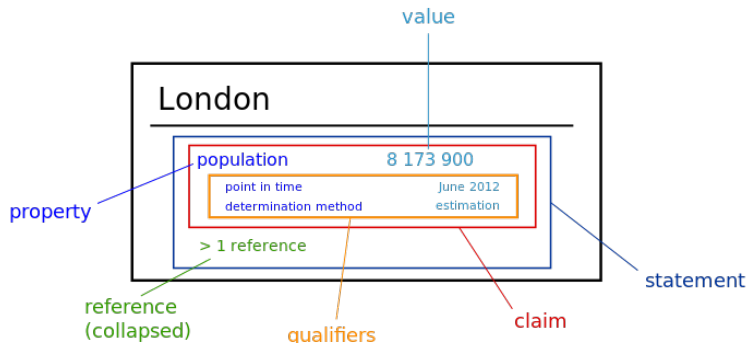 value
London
population 8 173 900
point in time June 2012
determination method estimation
property
> 1 reference
statement
reference
(collapsed)
claim
qualifiers